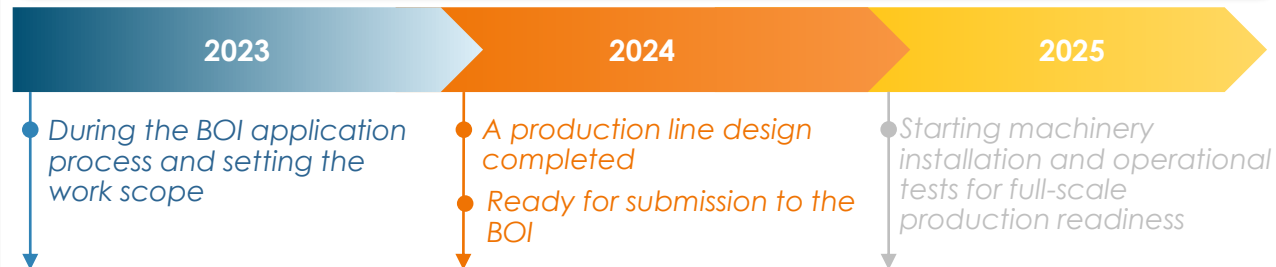 2023
2024
2025
During the BOI application
process and setting the
work scope
A production line design
completed
Ready for submission to the
BOI
Starting machinery
installation and operational
tests for full-scale
production readiness